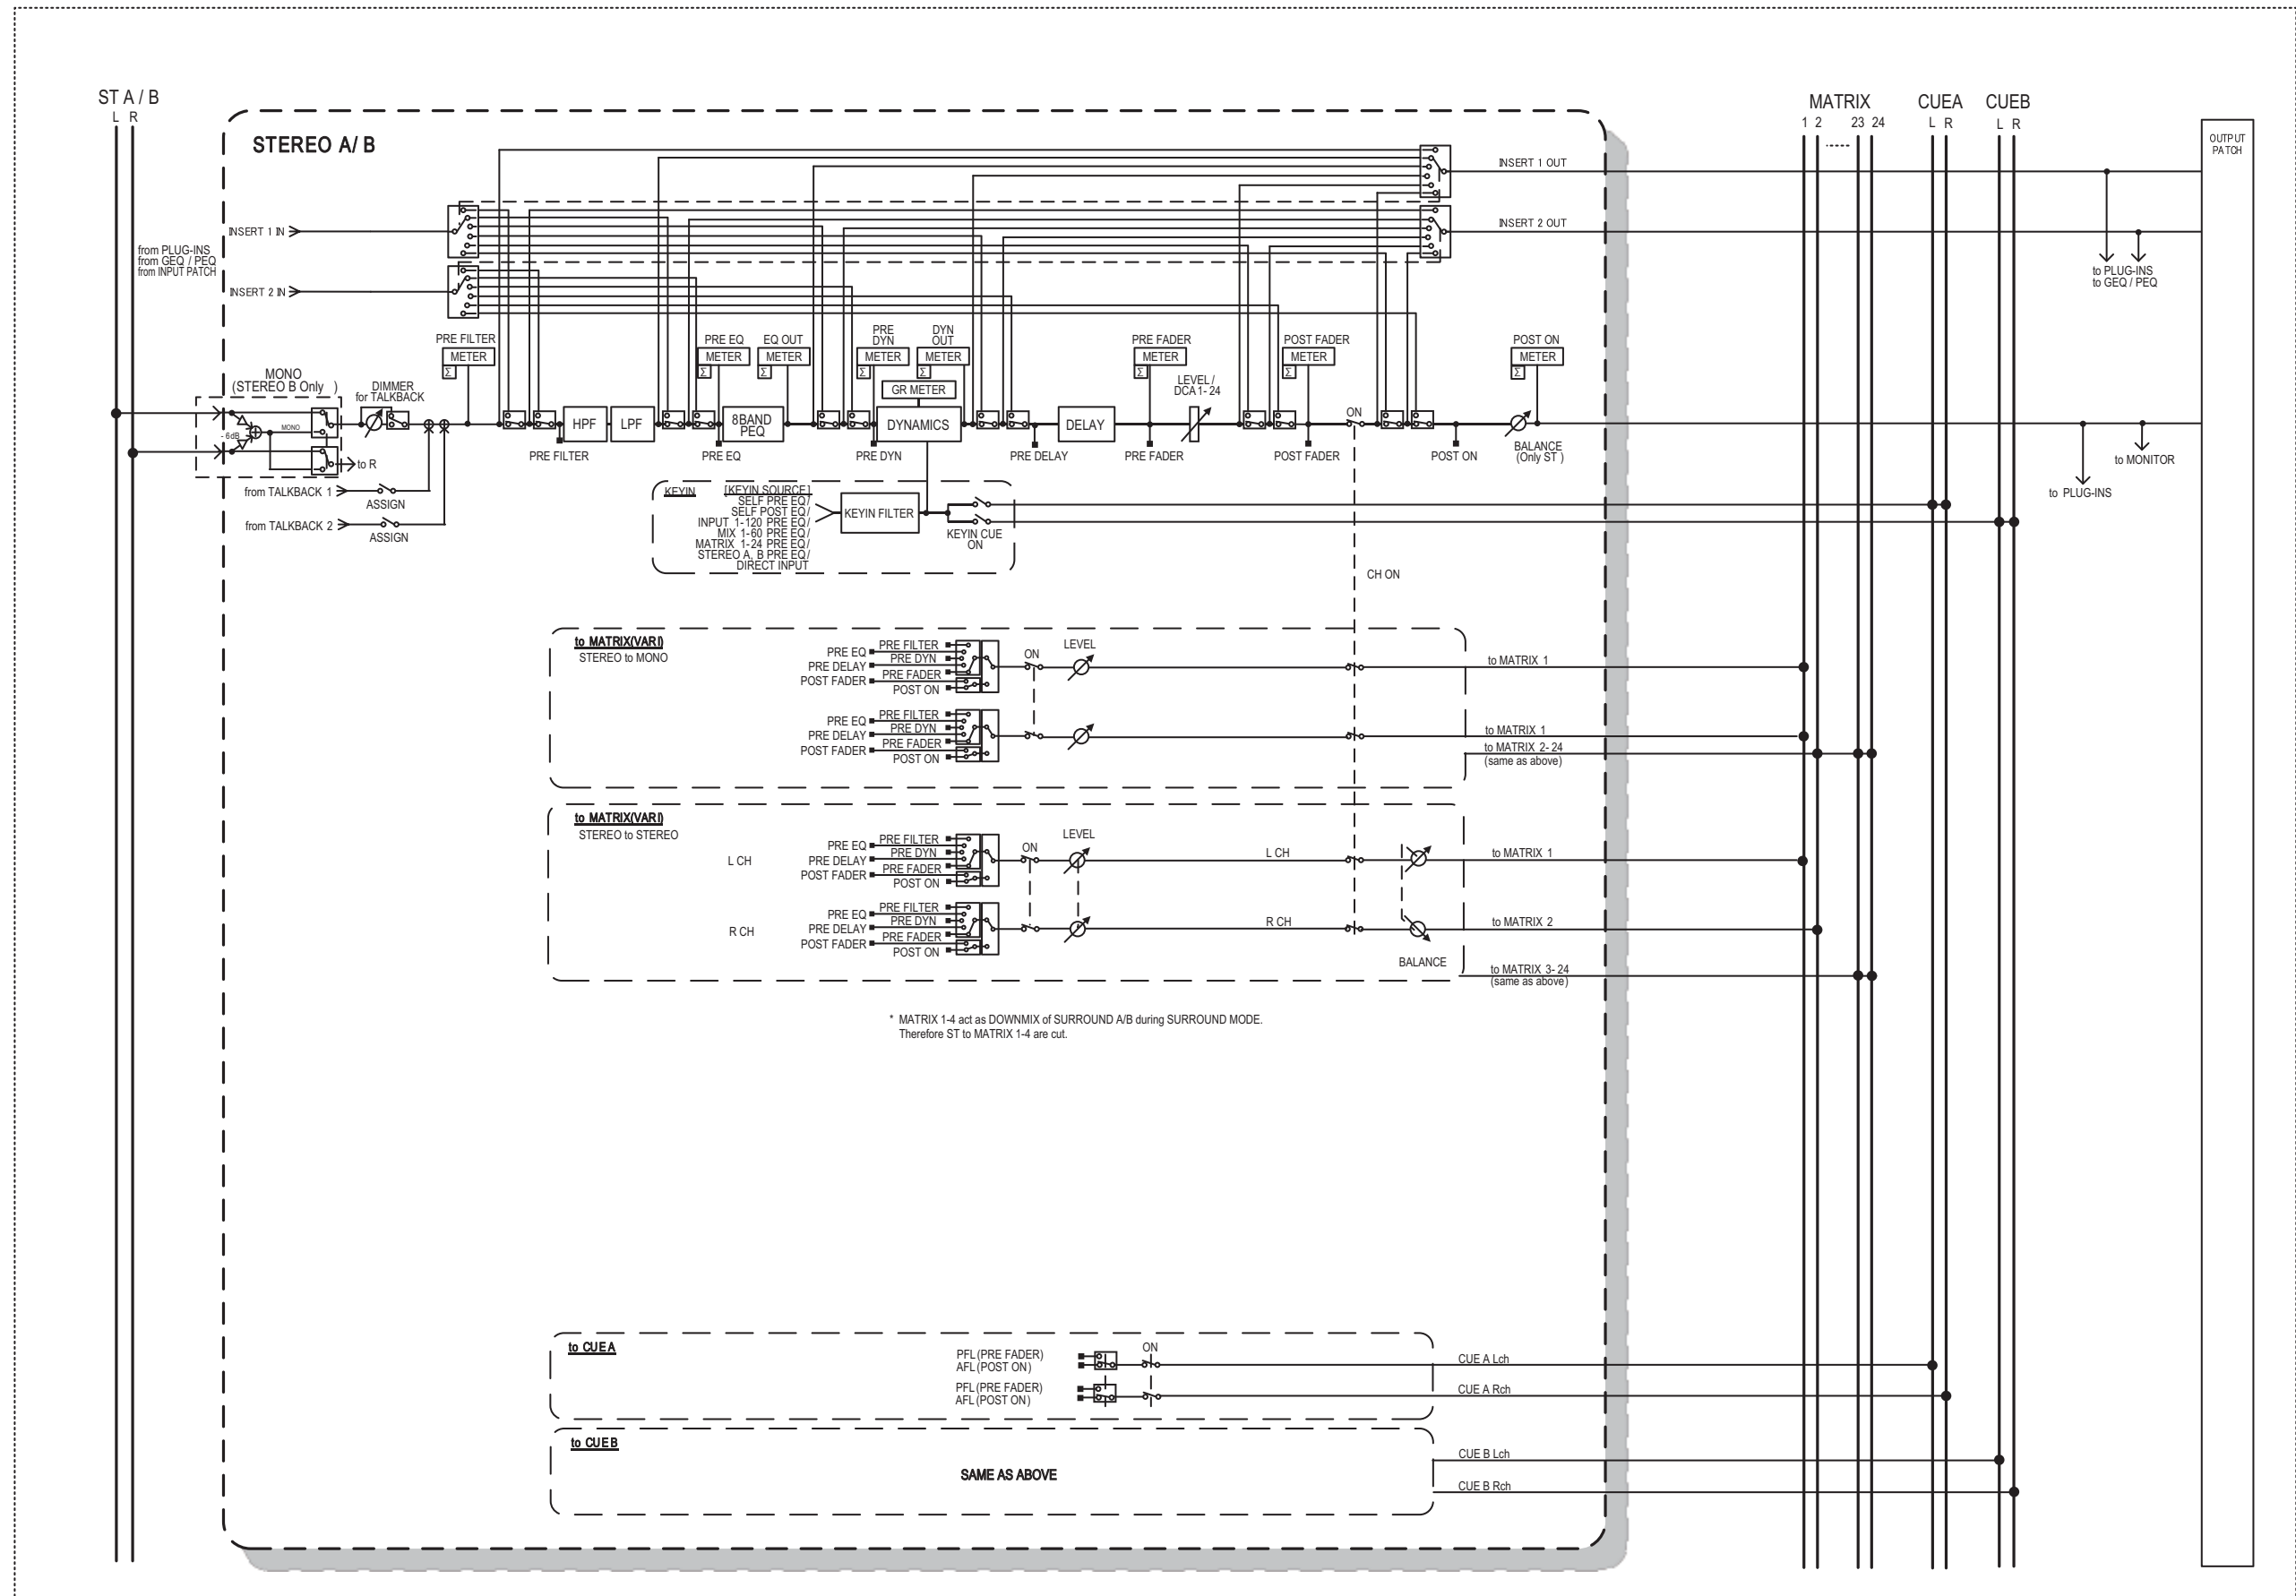 ST A / B
L R
STEREO A/ B
MATRIX
1 2 23 24
CUEA
L R
CUEB
L R
OUTPUT
PATCH
INSERT 1 OUT
INSERT 2 OUT
INSERT 1 IN
from PLUG-INS
from GEQ / PEQ
from INPUT PATCH
INSERT 2 IN
to PLUG-INS
to GEQ / PEQ
MONO
(STEREO B Only )
- 6dB
MONO
to R
DIMMER
for TALKBACK
PRE FILTER
METER
Σ
PRE EQ
METER
Σ
EQ OUT
METER
Σ
PRE
DYN
METER
Σ
DYN
OUT
METER
Σ
GR METER
PRE FADER
METER
Σ
LEVEL /
DCA 1- 24
POST FADER
METER
Σ
POST ON
METER
Σ
HPF
LPF
8BAND
PEQ
DYNAMICS
DELAY
ON
PRE FILTER
PRE EQ
PRE DYN
PRE DELAY
PRE FADER
POST FADER
POST ON
BALANCE
(Only ST )
to MONITOR
to PLUG-INS
from TALKBACK 1
ASSIGN
from TALKBACK 2
ASSIGN
KEYIN
[KEYIN SOURCE]
SELF PRE EQ /
SELF POST EQ /
INPUT 1-120 PRE EQ /
MIX 1-60 PRE EQ /
MATRIX 1-24 PRE EQ /
STEREO A, B PRE EQ /
DIRECT INPUT
KEYIN FILTER
KEYIN CUE
ON
CH ON
to MATRIX(VARI)
STEREO to MONO
PRE FILTER
PRE EQ
PRE DYN
PRE DELAY
PRE FADER
POST FADER
POST ON
ON
LEVEL
to MATRIX 1
PRE FILTER
PRE EQ
PRE DYN
PRE DELAY
PRE FADER
POST FADER
POST ON
to MATRIX 1
to MATRIX 2- 24
(same as above)
to MATRIX(VARI)
STEREO to STEREO
L CH
PRE FILTER
PRE EQ
PRE DYN
PRE DELAY
PRE FADER
POST FADER
POST ON
ON
LEVEL
L CH
to MATRIX 1
R CH
PRE FILTER
PRE EQ
PRE DYN
PRE DELAY
PRE FADER
POST FADER
POST ON
R CH
to MATRIX 2
BALANCE
to MATRIX 3- 24
(same as above)
* MATRIX 1-4 act as DOWNMIX of SURROUND A/B during SURROUND MODE.
Therefore ST to MATRIX 1-4 are cut.
to CUE A
PFL (PRE FADER)
AFL (POST ON)
ON
CUE A Lch
PFL (PRE FADER)
AFL (POST ON)
CUE A Rch
to CUE B
SAME AS ABOVE
CUE B Lch
CUE B Rch